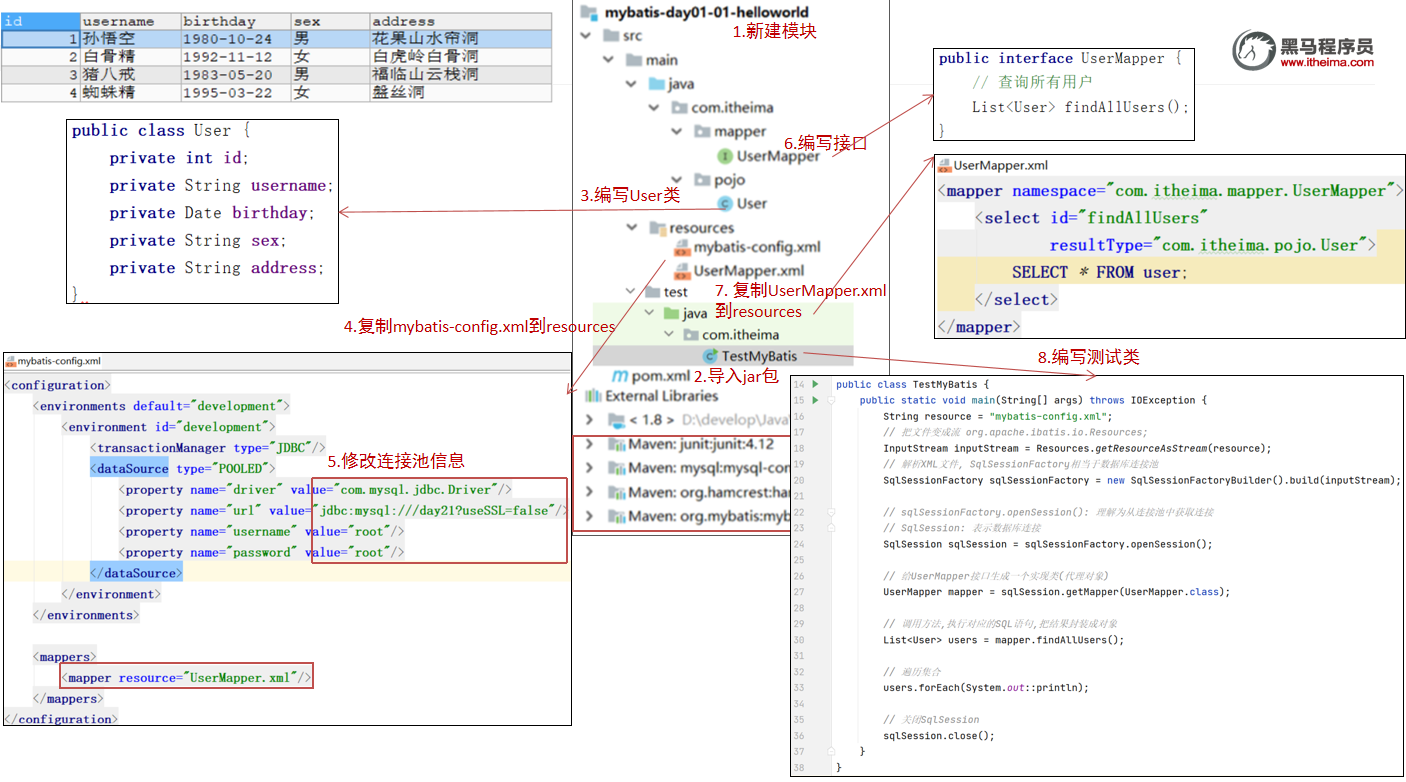 id username birthday sex address
1 孙悟空 1980-10-24 男 花果山水帘洞
2 白骨精 1992-11-12 女 白虎岭白骨洞
3 猪八戒 1983-05-20 男 福临山云栈洞
4 蜘蛛精 1995-03-22 女 盤丝洞
public class User {
private int id;
private String username;
private Date birthday;
private String sex;
private String address;
}
3.编写User类
4.复制mybatis-config.xml到resources
mybatis-config.xml
<configuration>
<environments default="development">
<environment id="development">
<transactionManager type="JDBC"/>
<dataSource type="POOLED">
5.修改连接池信息
<property name="driver" value="com.mysql.jdbc.Driver"/>
<property name="url" value="jdbc:mysql:///day21?useSSL=false"/>
<property name="username" value="root"/>
<property name="password" value="root"/>
</dataSource>
</environment>
</environments>
<mappers>
<mapper resource="UserMapper.xml"/>
</mappers>
</configuration>
mybatis-day01-01-helloworld
1.新建模块
src
main
java
com.itheima
mapper
6.编写接口
UserMapper
pojo
User
resources
mybatis-config.xml
UserMapper.xml
test
7. 复制UserMapper.xml
到resources
java
com.itheima
TestMyBatis
pom.xml
2.导入jar包
External Libraries
< 1.8 > D:\develop\Java
Maven: junit:junit:4.12
Maven: mysql:mysql-con
Maven: org.hamcrest:ham
Maven: org.mybatis:myb
黑马程序员
www.itheima.com
public interface UserMapper {
// 查询所有用户
List<User> findAllUsers();
}
UserMapper.xml
<mapper namespace="com.itheima.mapper.UserMapper">
<select id="findAllUsers"
resultType="com.itheima.pojo.User">
SELECT * FROM user;
</select>
</mapper>
8.编写测试类
14 public class TestMyBatis {
15 public static void main(String[] args) throws IOException {
16 String resource = "mybatis-config.xml";
17 // 把文件变成流 org.apache.ibatis.io.Resources;
18 InputStream inputStream = Resources.getResourceAsStream(resource);
19 // 解析XML文件, SqlSessionFactory相当于数据库连接池
20 SqlSessionFactory sqlSessionFactory = new SqlSessionFactoryBuilder().build(inputStream);
21
22 // sqlSessionFactory.openSession(): 理解为从连接池中获取连接
23 // SqlSession: 表示数据库连接
24 SqlSession sqlSession = sqlSessionFactory.openSession();
25
26 // 给UserMapper接口生成一个实现类(代理对象)
27 UserMapper mapper = sqlSession.getMapper(UserMapper.class);
28
29 // 调用方法,执行对应的SQL语句,把结果封装成对象
30 List<User> users = mapper.findAllUsers();
31
32 // 遍历集合
33 users.forEach(System.out::println);
34
35 // 关闭SqlSession
36 sqlSession.close();
37 }
38 }